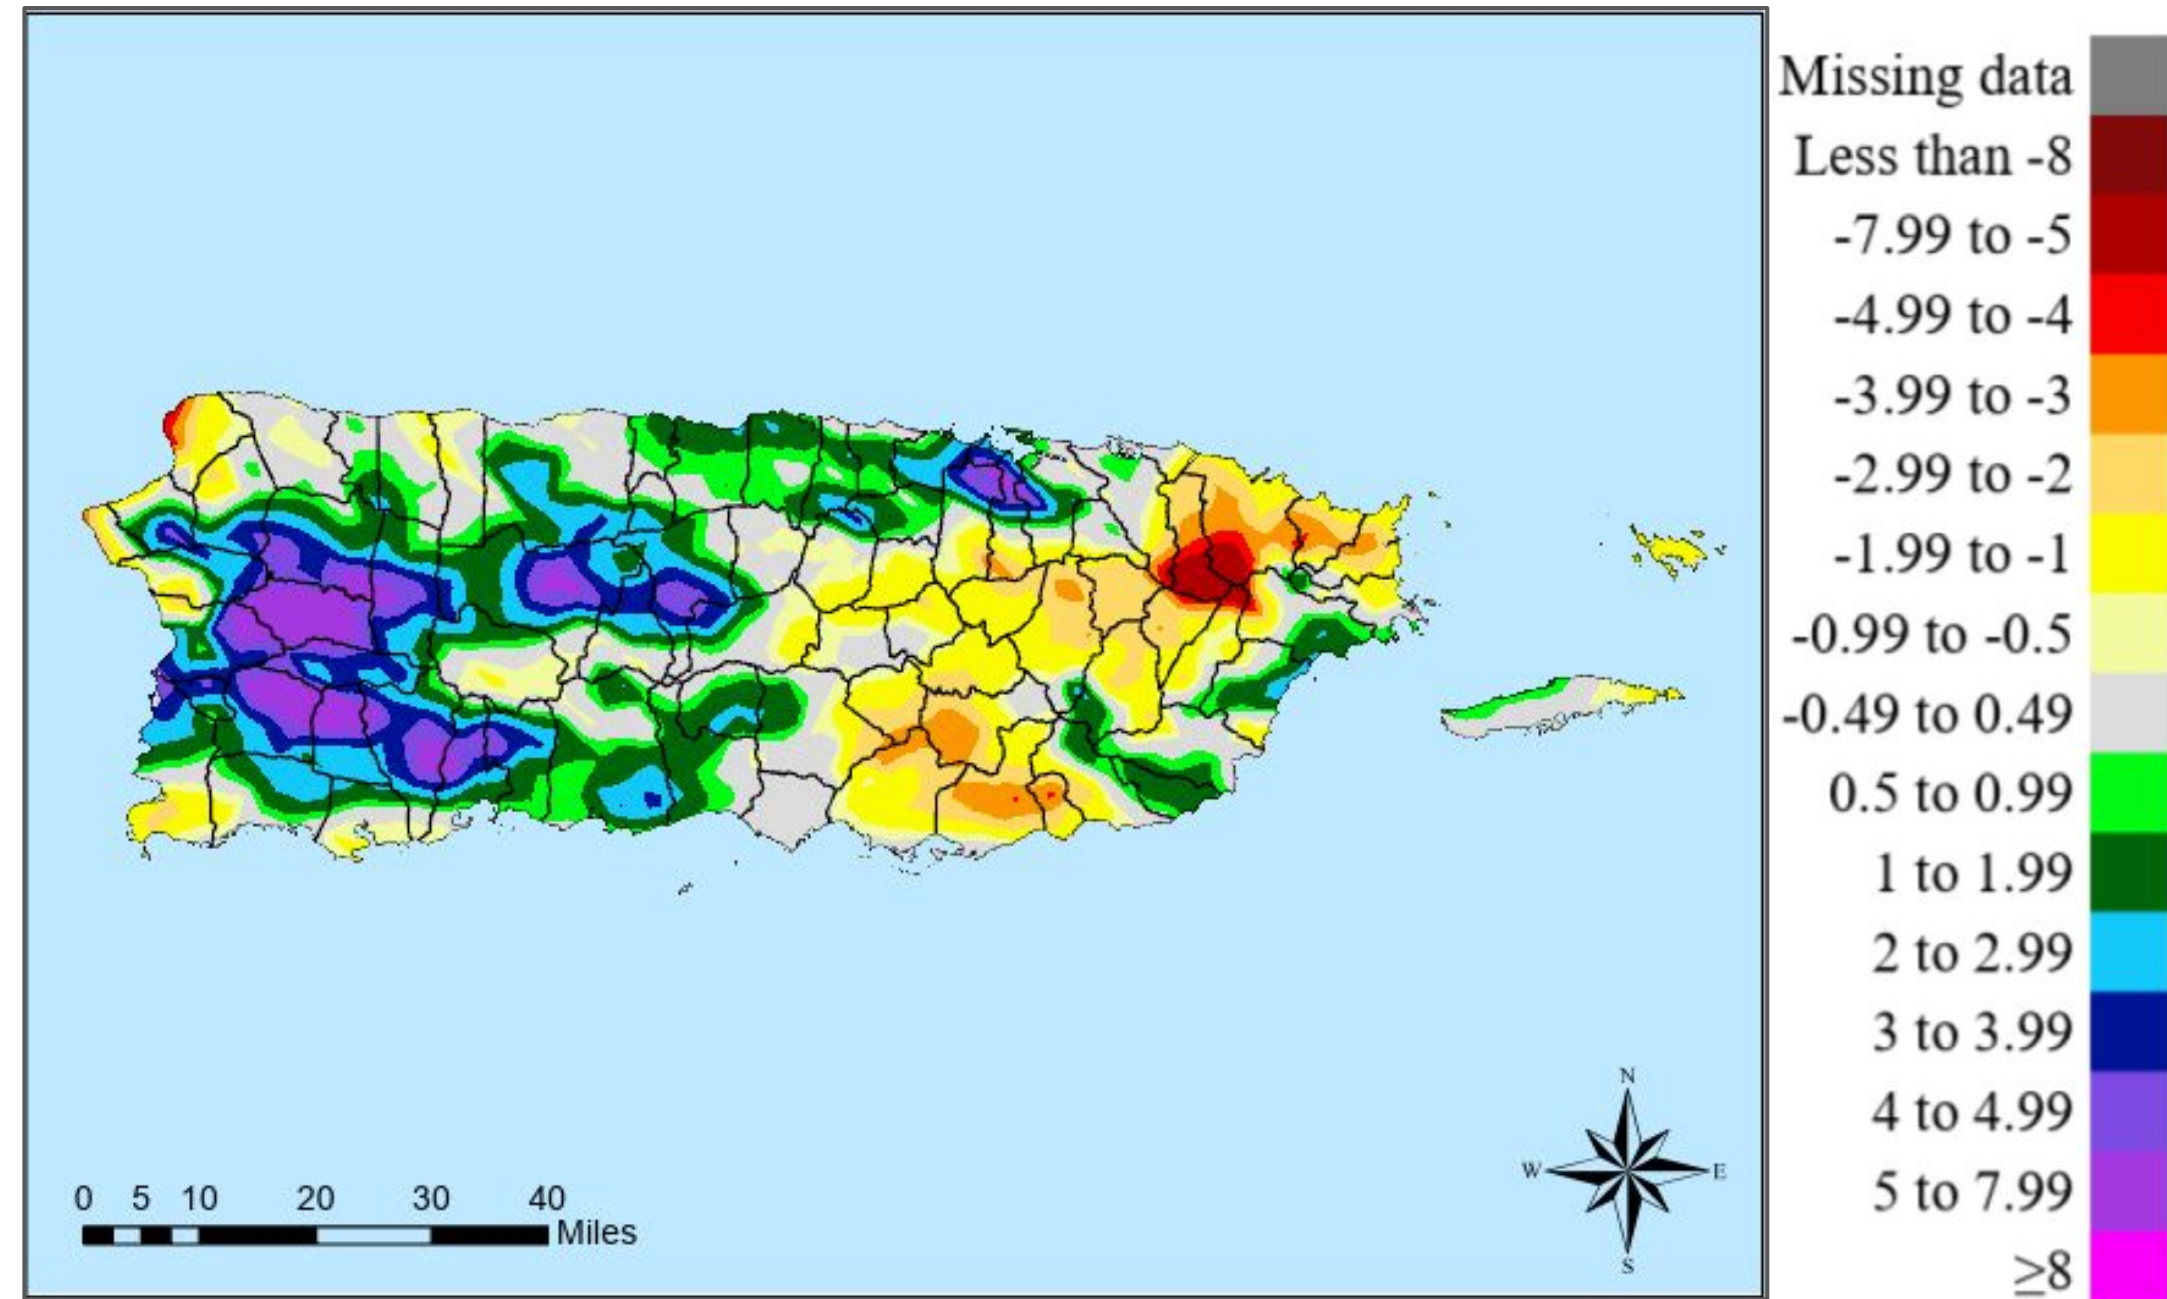 Missing data
Less than -8
-7.99 to -5
-4.99 to -4
-3.99 to -3
-2.99 to -2
-1.99 to -1
-0.99 to -0.5
-0.49 to 0.49
0.5 to 0.99
1 to 1.99
2 to 2.99
3 to 3.99
4 to 4.99
5 to 7.99
≥8
N
W E
S
0 5 10 20 30 40
Miles